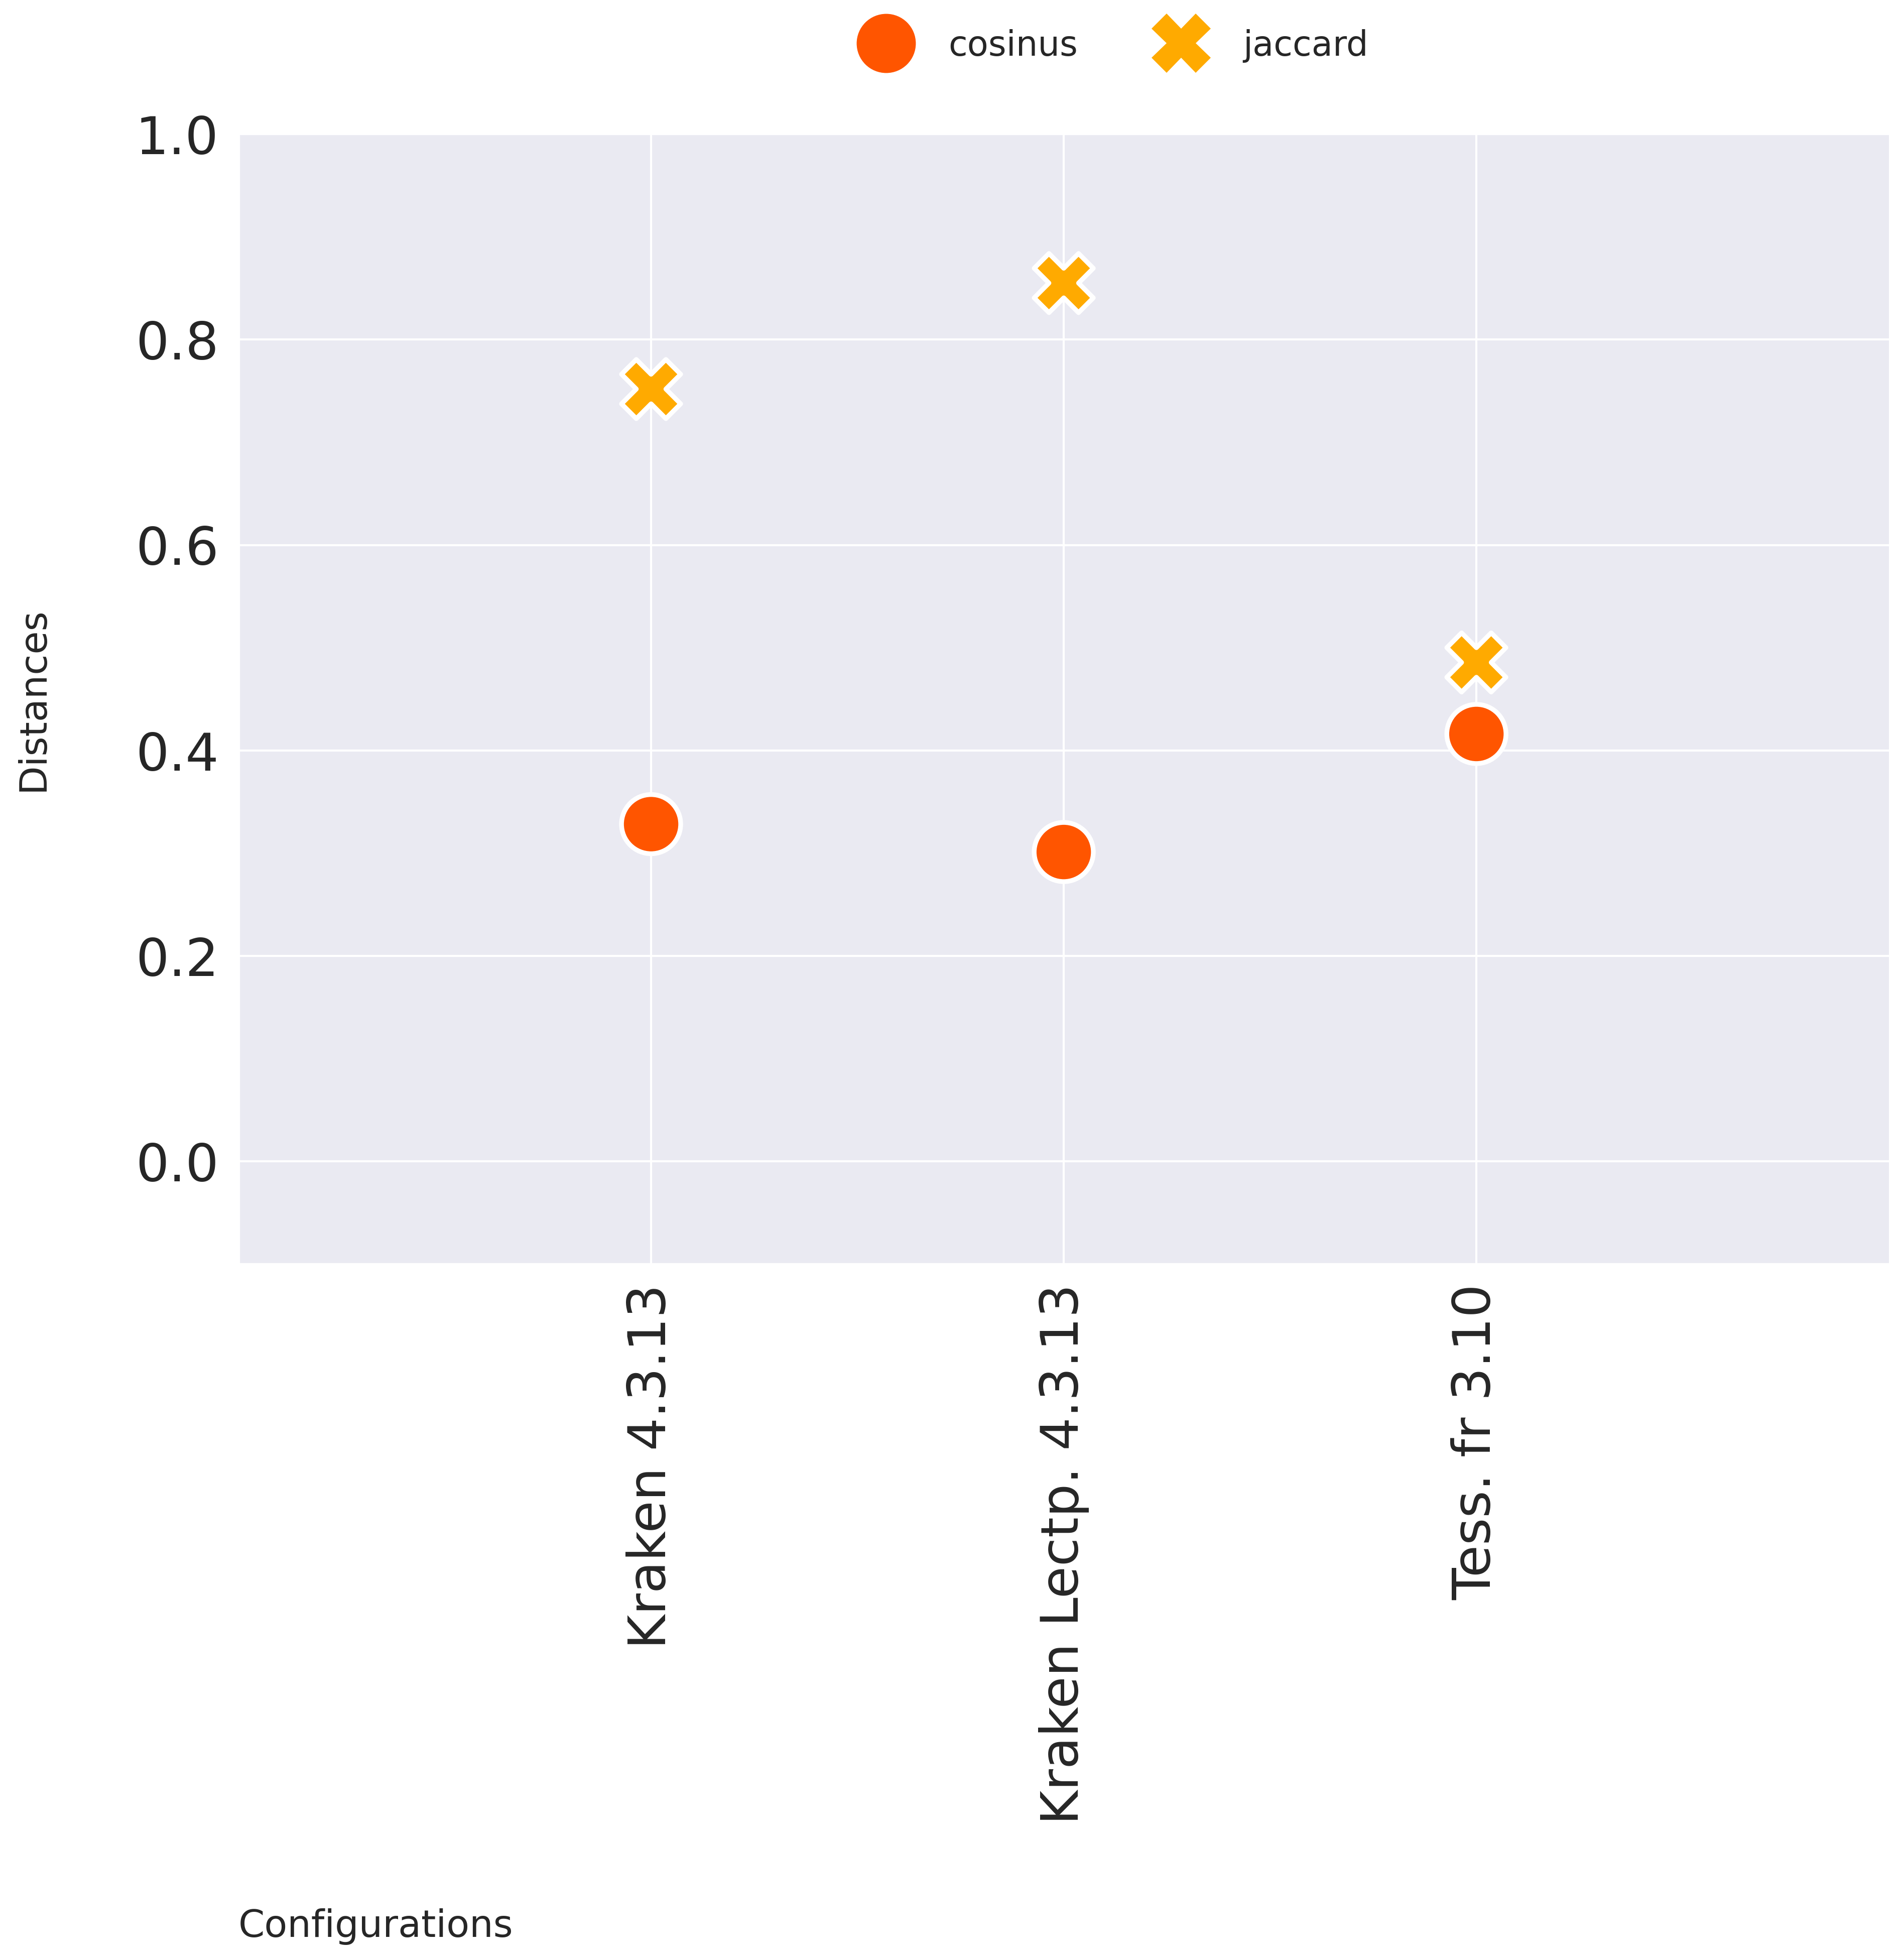 cosinus jaccard
1.0
0.8
0.6
0.4
0.2
0.0
Distances
Kraken 4.3.13
Kraken Lectp. 4.3.13
Tess. fr 3.10
Configurations